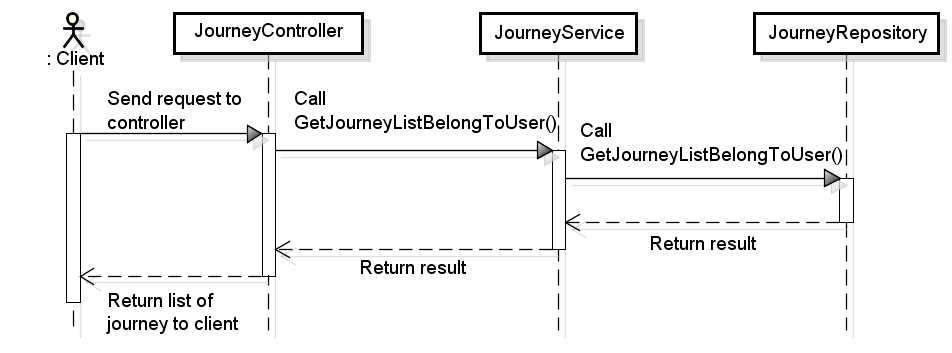 JourneyController
JourneyService
JourneyRepository
: Client
Send request to
controller
Call
GetJourneyListBelongToUser()
Call
GetJourneyListBelongToUser()
Return result
Return result
Return list of
journey to client